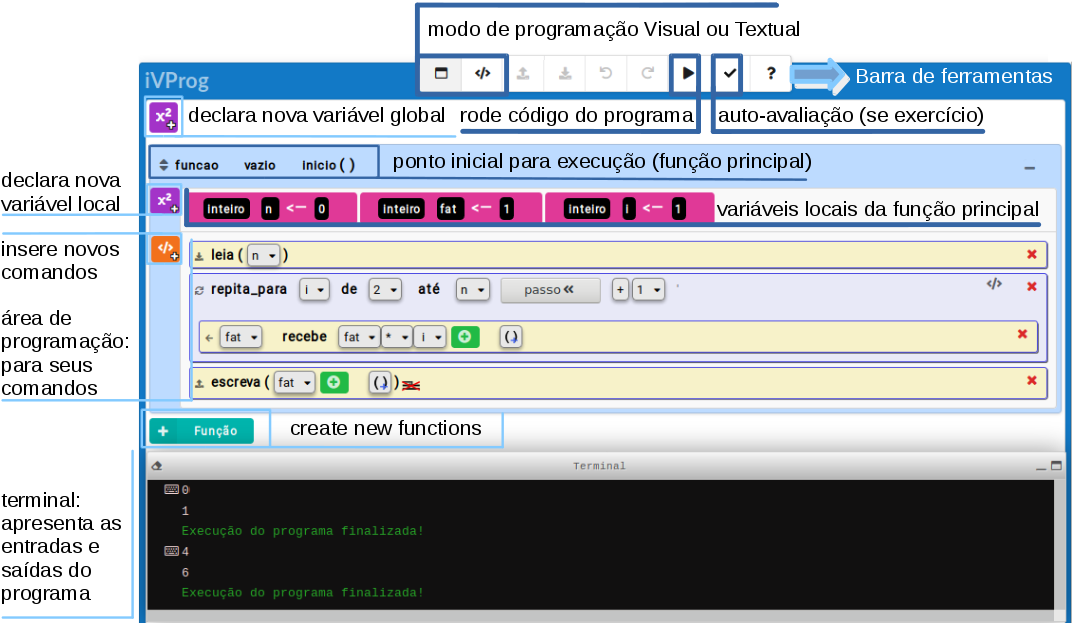 modo de programação Visual ou Textual
iVProg
</>
?
Barra de ferramentas
x²
+
declara nova variável global
rode código do programa
auto-avaliação (se exercício)
funcao vazio inicio ( )
ponto inicial para execução (função principal)
declara nova
variável local
x²
+
inteiro n <— 0
inteiro fat <— 1
inteiro i <— 1
variáveis locais da função principal
insere novos
comandos
</>
+
leia ( n )
repita_para i de 2 até n passo + 1
</>
área de
programação:
para seus
comandos
fat recebe fat * i ( )
escreva ( fat ( ) )
+ Função
create new functions
Terminal
terminal:
apresenta as
entradas e
saídas do
programa
0
1
Execução do programa finalizada!
4
6
Execução do programa finalizada!